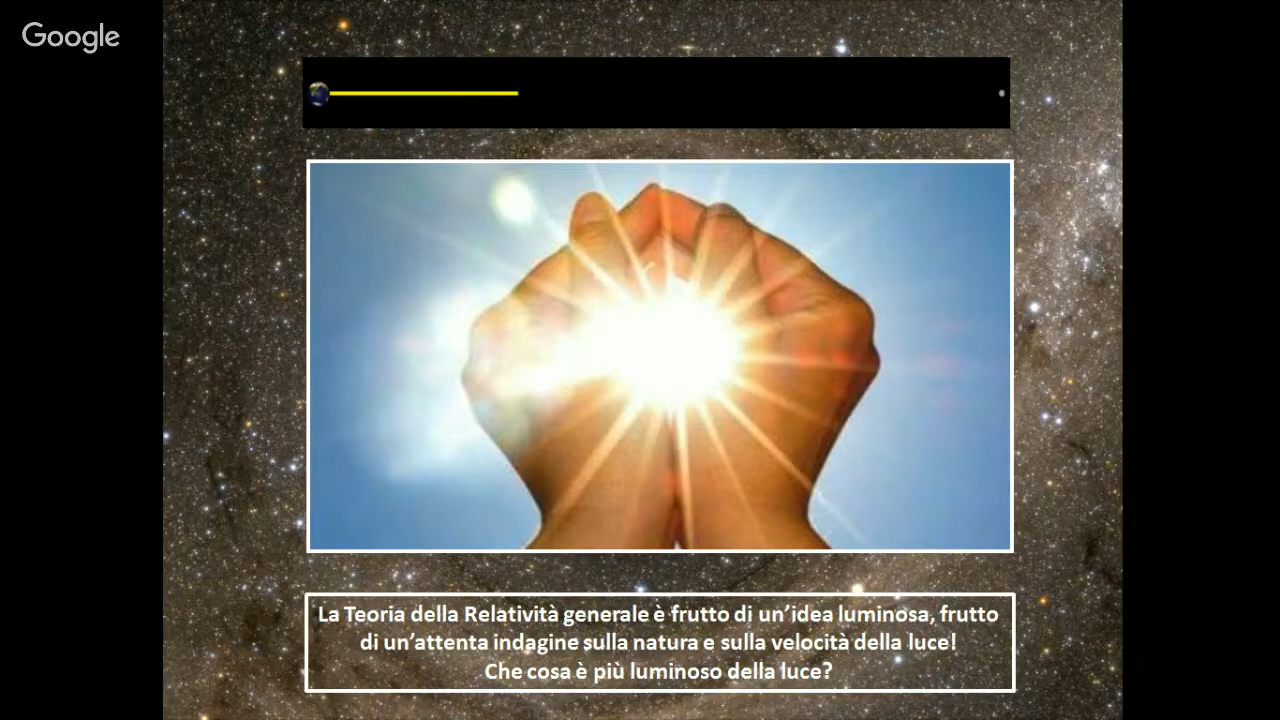 Google
La Teoria della Relatività generale è frutto di un’idea luminosa, frutto
di un’attenta indagine sulla natura e sulla velocità della luce!
Che cosa è più luminoso della luce?